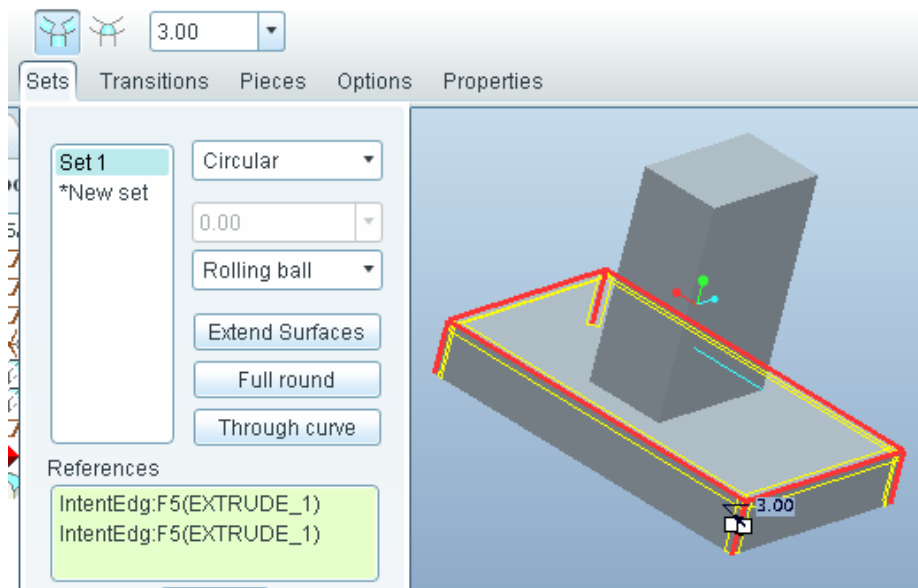 3.00
Sets Transitions Pieces Options Properties
Set 1
*New set
Circular
0.00
Rolling ball
Extend Surfaces
Full round
Through curve
References
IntentEdg:F5(EXTRUDE_1)
IntentEdg:F5(EXTRUDE_1)
3.00